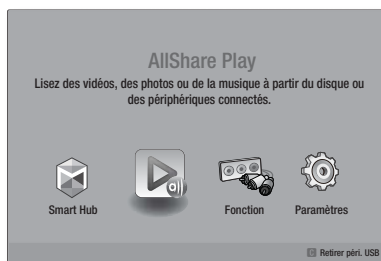 AllShare Play
Lisez des vidéos, des photos ou de la musique à partir du disque ou
des périphériques connectés.
all
Smart Hub
Fonction
Paramètres
Retirer péri. USB